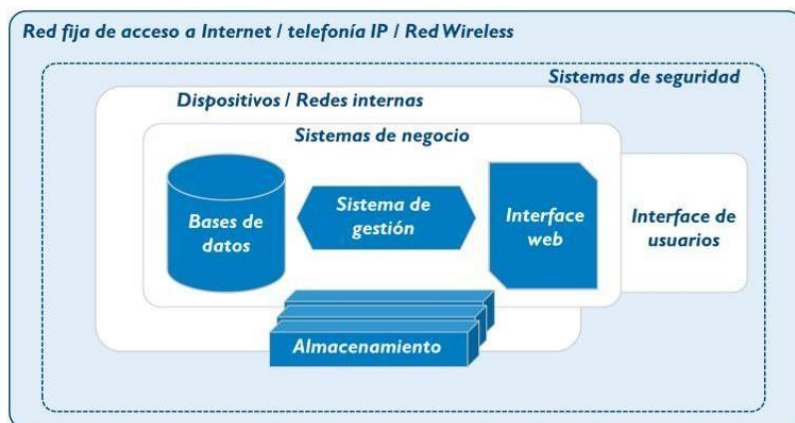 Red fija de acceso a Internet / telefonía IP / Red Wireless
Sistemas de seguridad
Dispositivos / Redes internas
Sistemas de negocio
Bases de
datos
Sistema de
gestión
Interface
web
Interface de
usuarios
Almacenamiento